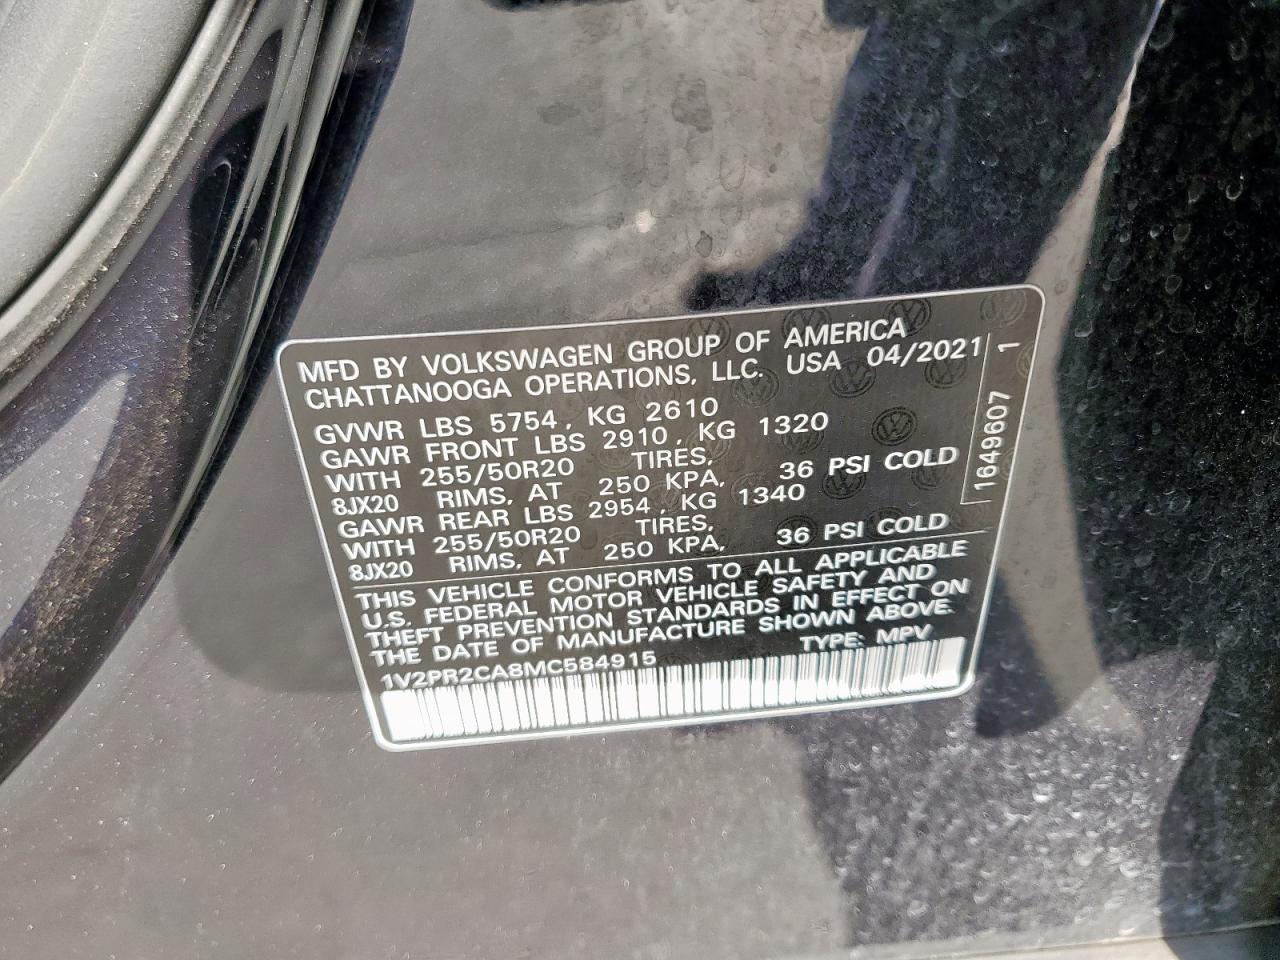 MFD BY VOLKSWAGEN GROUP OF AMERICA
CHATTANOOGA OPERATIONS, LLC. USA 04/2021
GVWR LBS 5754, KG 2610
GAWR FRONT LBS 2910, KG 1320
WITH 255/50R20 TIRES,
8JX20 RIMS, AT 250 KPA, 36 PSI COLD
GAWR REAR LBS 2954, KG 1340
WITH 255/50R20 TIRES,
8JX20 RIMS, AT 250 KPA, 36 PSI COLD
THIS VEHICLE CONFORMS TO ALL APPLICABLE
U.S. FEDERAL MOTOR VEHICLE SAFETY AND
THEFT PREVENTION STANDARDS IN EFFECT ON
THE DATE OF MANUFACTURE SHOWN ABOVE.
1V2PR2CA8MC584915 TYPE: MPV
1649607 1